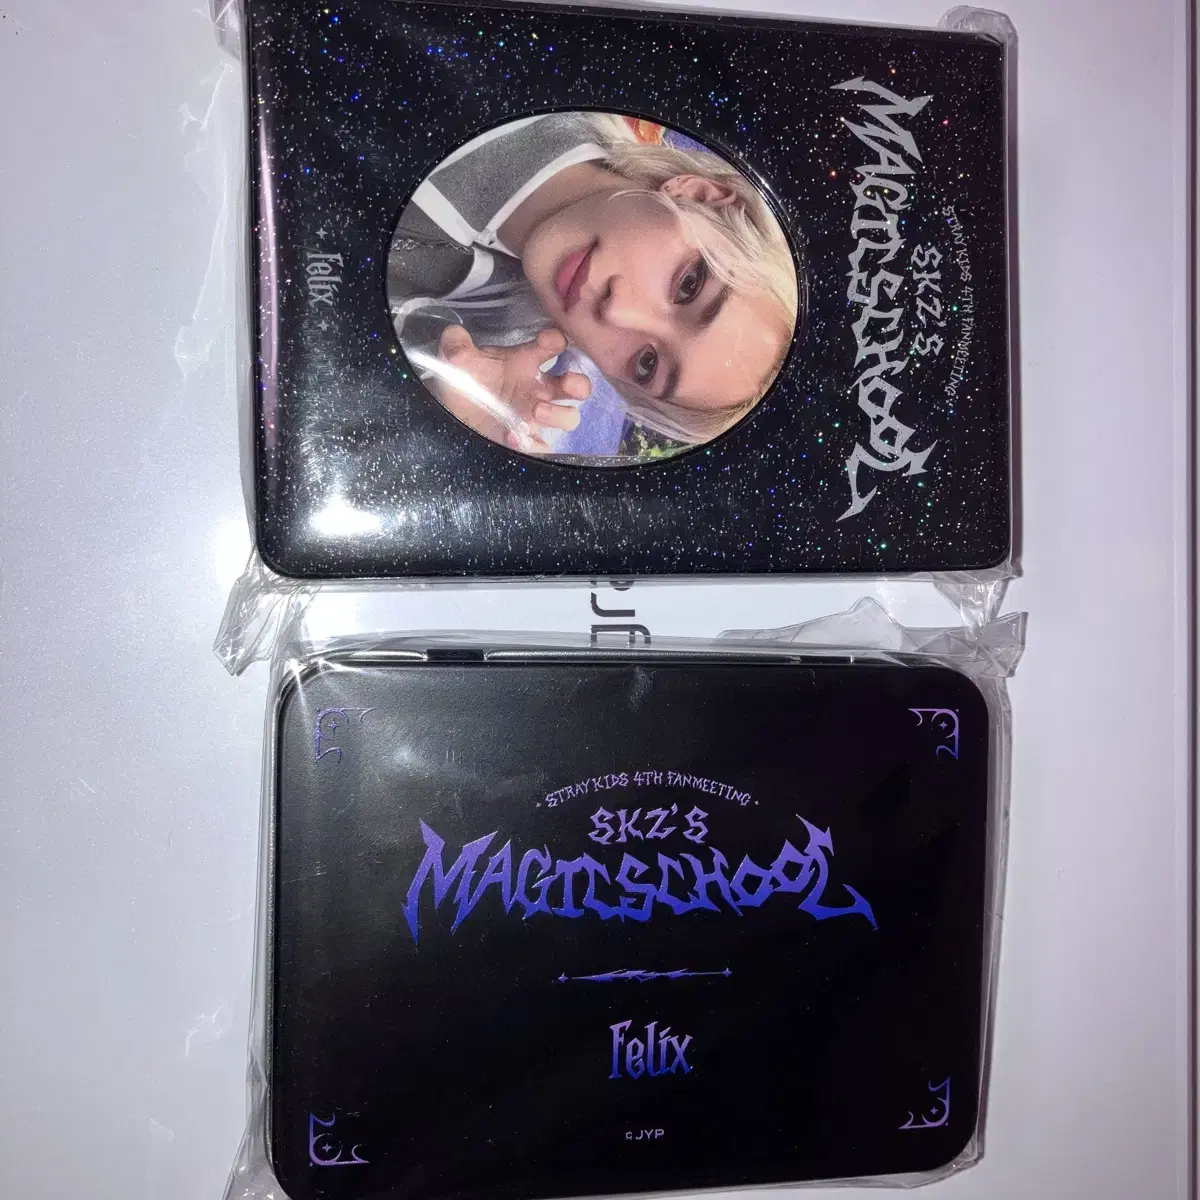 STRAY KIDS 4TH FANMEETING
SKZ'S
MAGIC SCHOOL
Felix
STRAY KIDS 4TH FANMEETING
SKZ'S
MAGIC SCHOOL
Felix
JYP